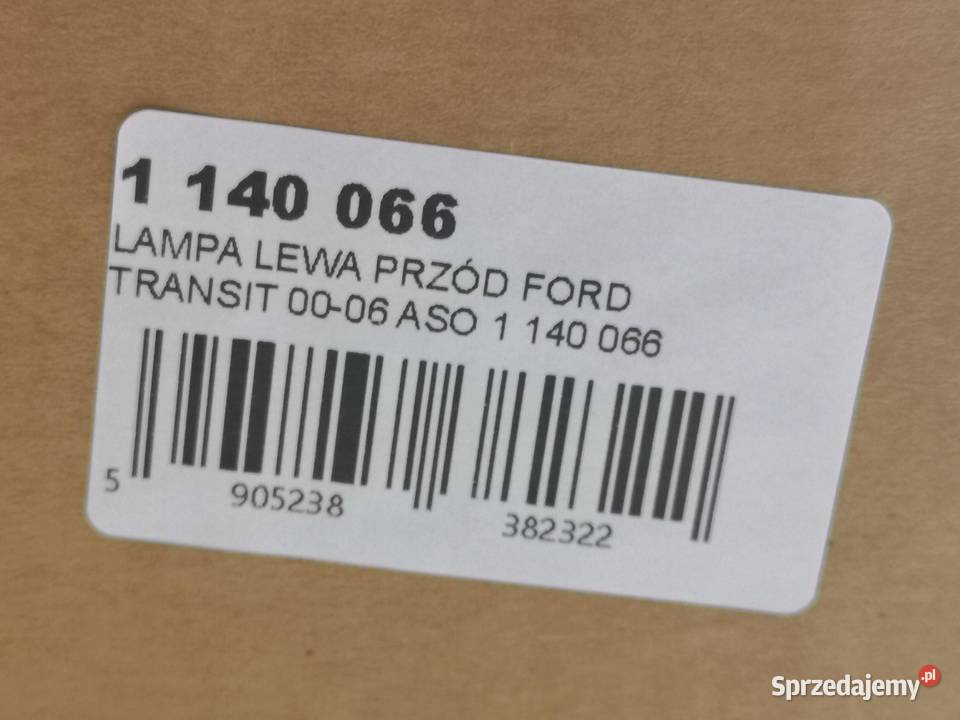 1 140 066
LAMPA LEWA PRZÓD FORD
TRANSIT 00-06 ASO 1 140 066
5 905238 382322
Sprzedajemy.pl